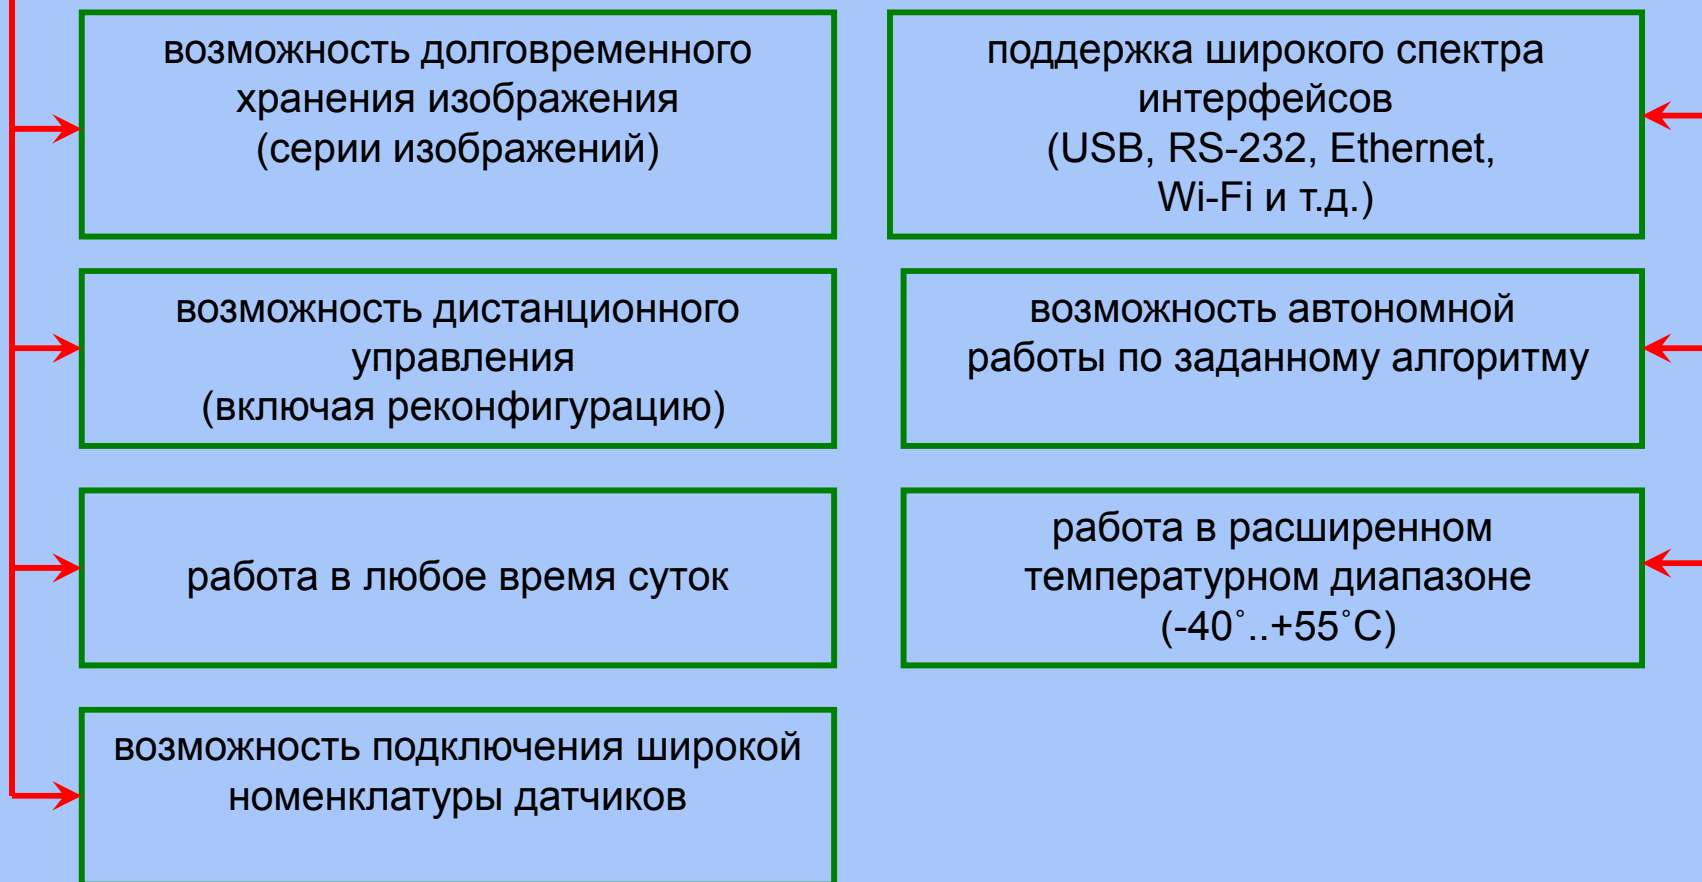 возможность долговременного
хранения изображения
(серии изображений)
поддержка широкого спектра
интерфейсов
(USB, RS-232, Ethernet,
Wi-Fi и т.д.)
возможность дистанционного
управления
(включая реконфигурацию)
возможность автономной
работы по заданному алгоритму
работа в любое время суток
работа в расширенном
температурном диапазоне
(-40˚..+55˚C)
возможность подключения широкой
номенклатуры датчиков